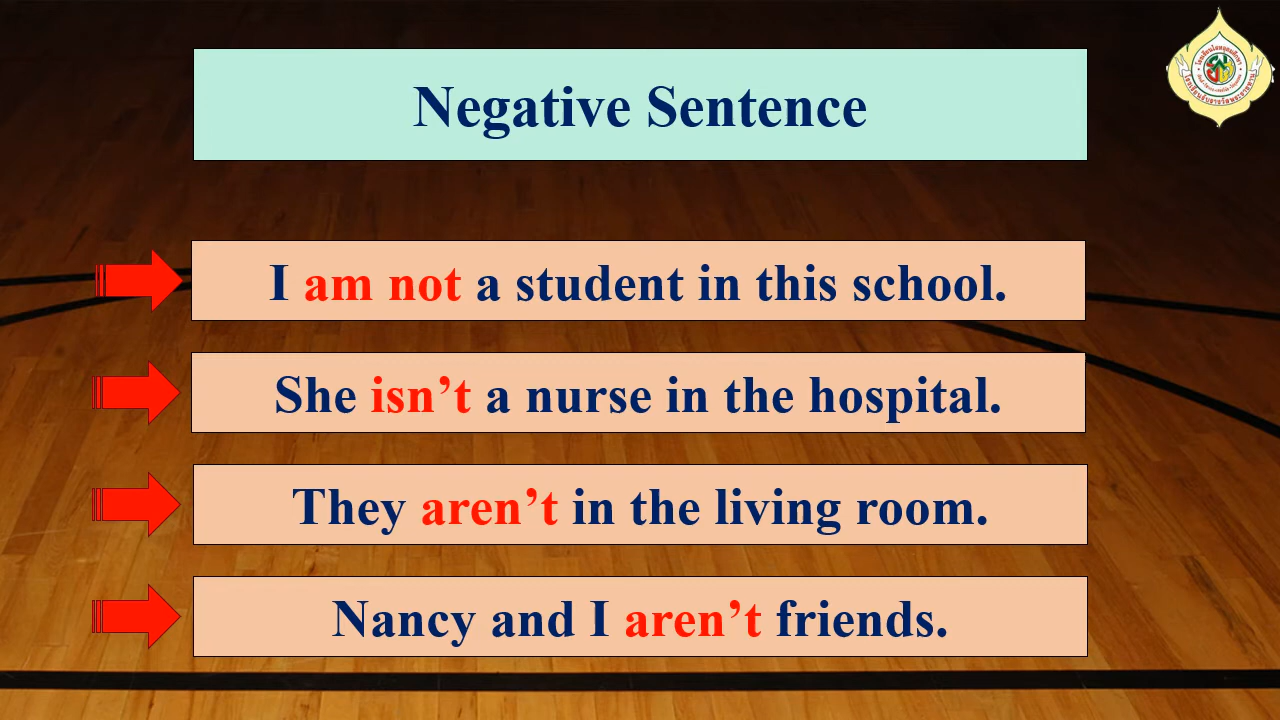 Negative Sentence
I am not a student in this school.
She isn’t a nurse in the hospital.
They aren’t in the living room.
Nancy and I aren’t friends.